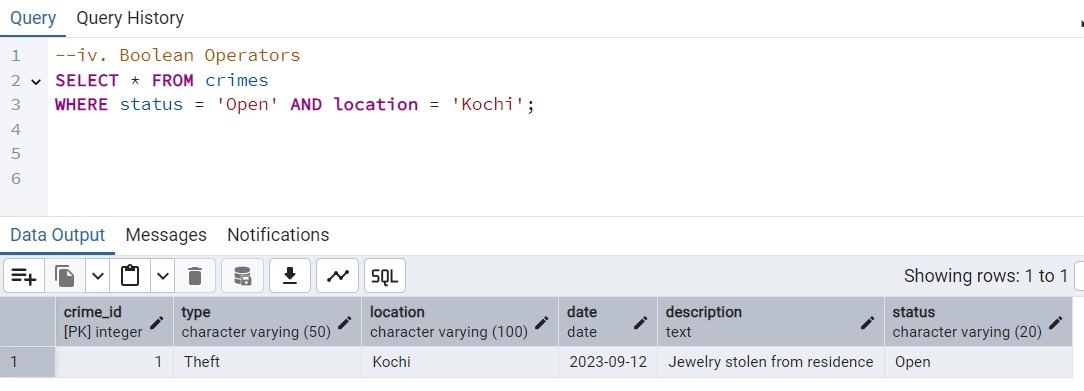 Query Query History
1 --iv. Boolean Operators
2 SELECT * FROM crimes
3 WHERE status = 'Open' AND location = 'Kochi';
4
5
6
Data Output Messages Notifications
SQL Showing rows: 1 to 1
crime_id type location date description status
[PK] integer character varying (50) character varying (100) date text character varying (20)
1 1 Theft Kochi 2023-09-12 Jewelry stolen from residence Open